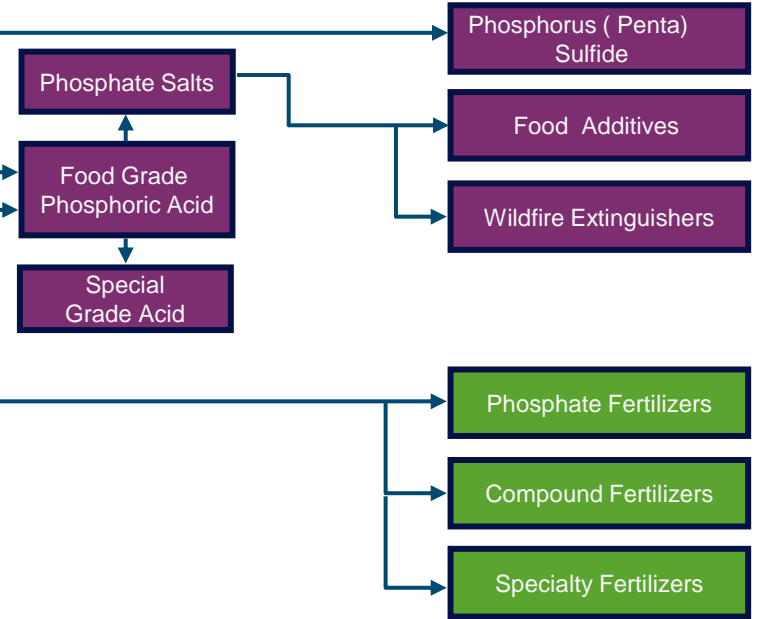 Phosphorus ( Penta)
Sulfide
Phosphate Salts
Food Additives
Food Grade
Phosphoric Acid
Wildfire Extinguishers
Special
Grade Acid
Phosphate Fertilizers
Compound Fertilizers
Specialty Fertilizers